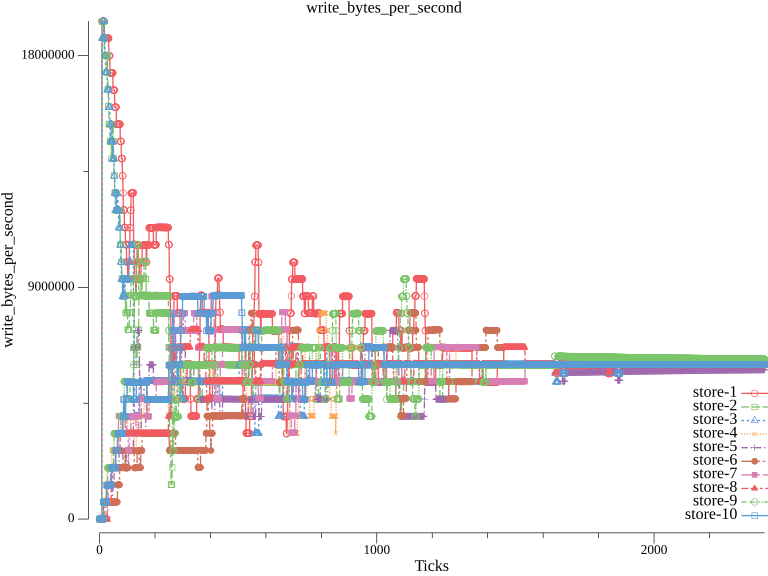 write_bytes_per_second
18000000
9000000
0
write_bytes_per_second
store-1
store-2
store-3
store-4
store-5
store-6
store-7
store-8
store-9
store-10
0
1000
2000
Ticks